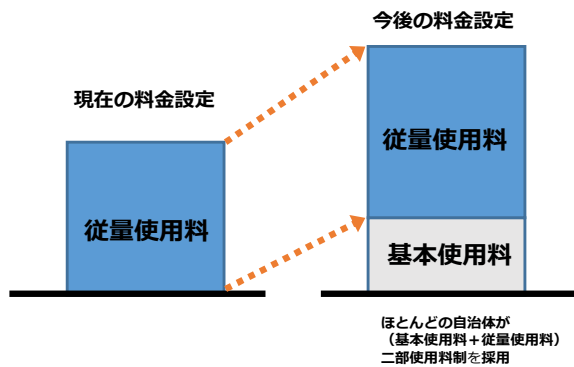 現在の料金設定
従量使用料
今後の料金設定
従量使用料
基本使用料
ほとんどの自治体が
（基本使用料＋従量使用料）
二部使用料制を採用